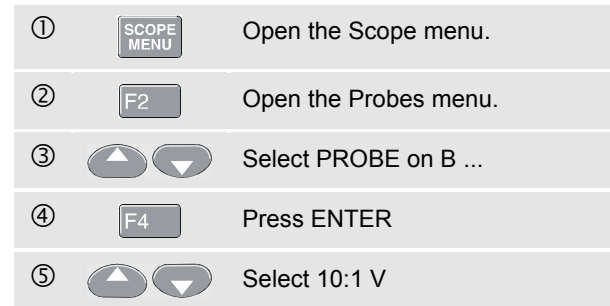 ① SCOPE MENU Open the Scope menu.
② F2 Open the Probes menu.
③ Select PROBE on B ...
④ F4 Press ENTER
⑤ Select 10:1 V